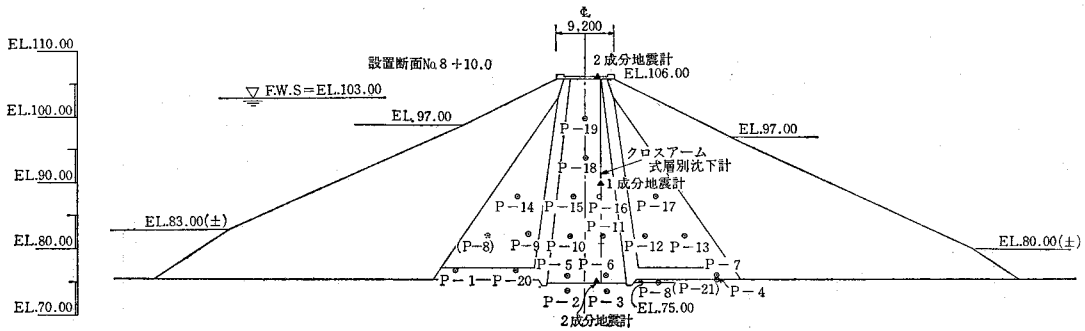 ℄
9,200
EL.110.00
設置断面No.8+10.0
2成分地震計
EL.106.00
F.W.S=EL.103.00
EL.100.00
EL,97.00
EL.97.00
P-19
P-18
クロスアーム
式層別沈下計
EL.90.00
1成分地震計
P-14
P-15
P-16
P-17
P-11
EL.83.00(±)
EL.80.00
(P-8)
P-9
P-10
P-12
P-13
EL.80.00(±)
P-5
P-6
P-7
P-1
P-20
P-8
(P-21)
P-4
P-2
P-3
EL.75.00
EL.70.00
2成分地震計